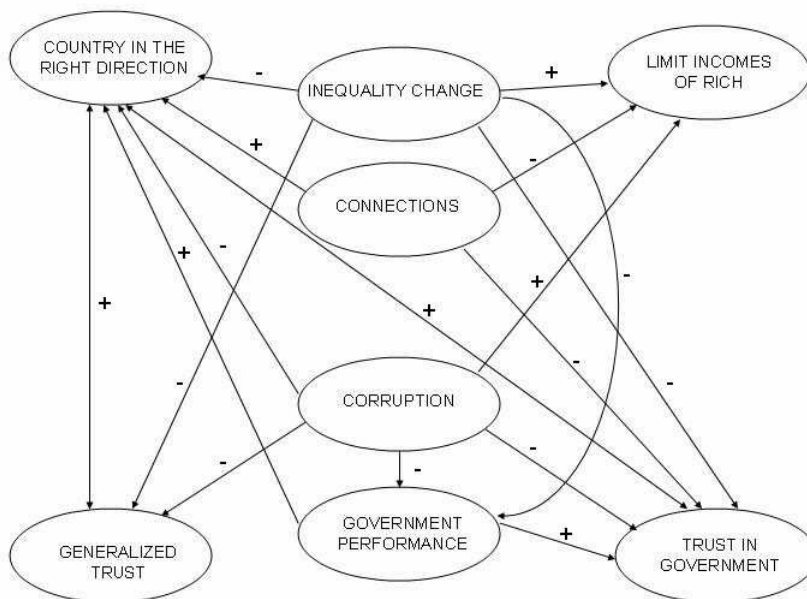 COUNTRY IN THE
RIGHT DIRECTION
INEQUALITY CHANGE
LIMIT INCOMES
OF RICH
-
+
+
-
CONNECTIONS
+
-
-
+
+
+
-
-
-
CORRUPTION
-
-
-
GENERALIZED
TRUST
GOVERNMENT
PERFORMANCE
+
TRUST IN
GOVERNMENT